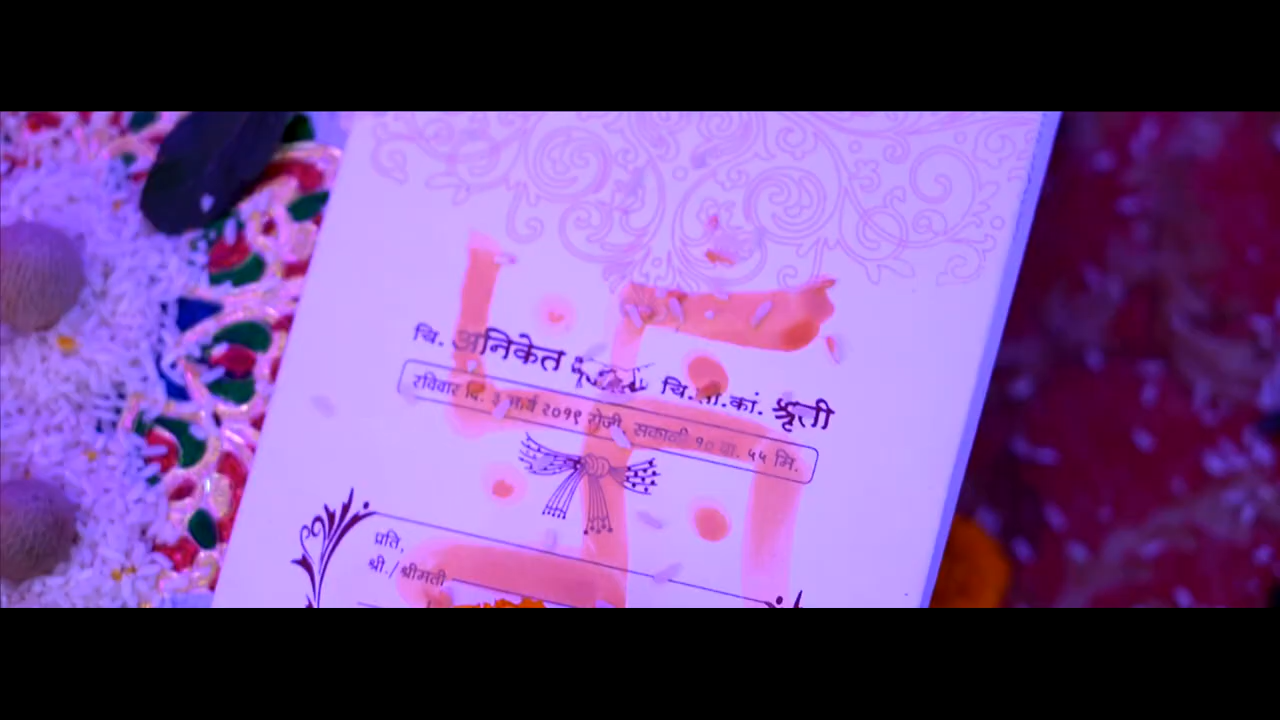 चि. अनिकेत चि.सौ.कां. श्रृती
रविवार दि. ३ मार्च २०१९ रोजी, सकाळी १० वा. ५५ मि.
प्रति,
श्री./श्रीमती